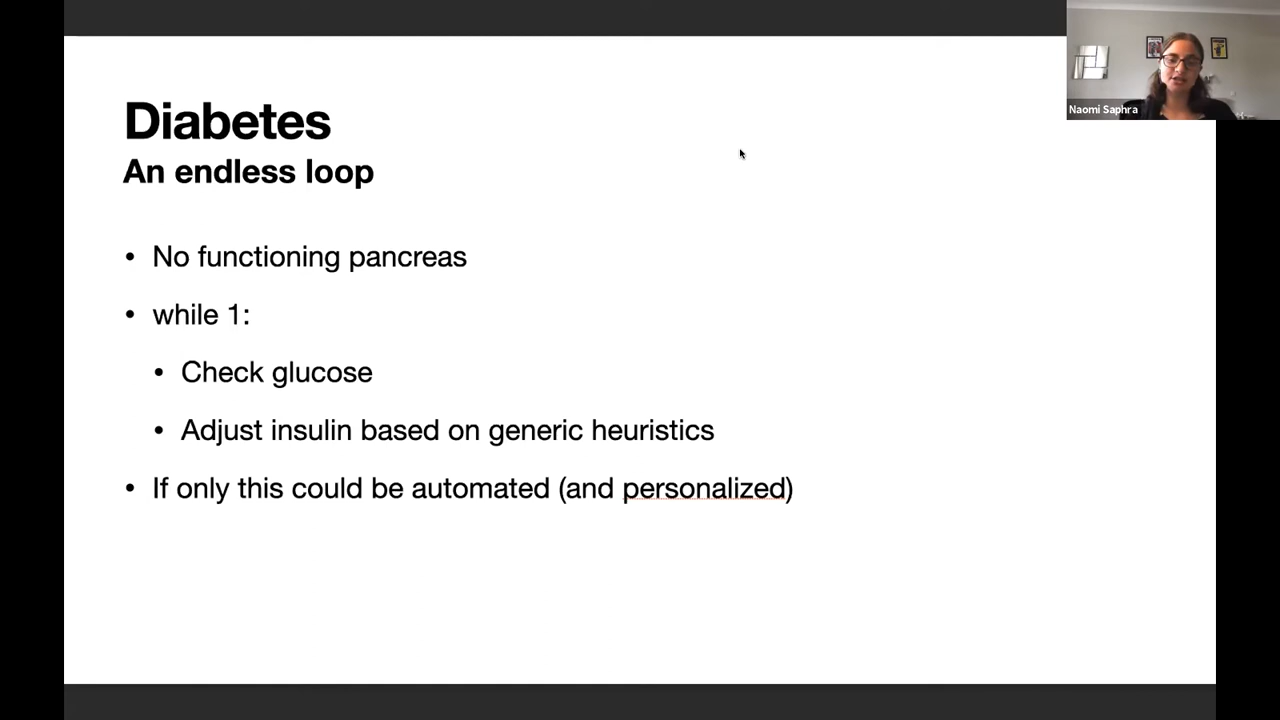 Diabetes
An endless loop
• No functioning pancreas
• while 1:
• Check glucose
• Adjust insulin based on generic heuristics
• If only this could be automated (and personalized)
Naomi Saphra